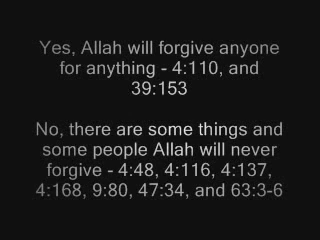 Yes, Allah will forgive anyone
for anything - 4:110, and
39:153
No, there are some things and
some people Allah will never
forgive - 4:48, 4:116, 4:137,
4:168, 9:80, 47:34, and 63:3-6